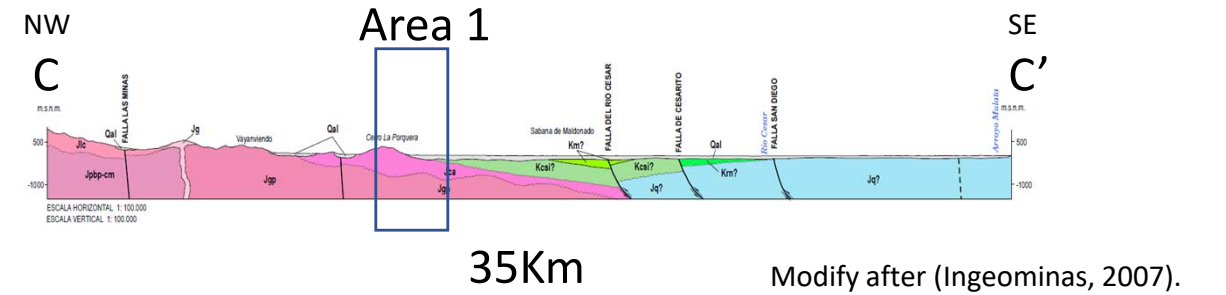 NW
Area 1
SE
C
C’
m.s.n.m.
m.s.n.m.
FALLA LAS MINAS
FALLA DEL RIO CESAR
FALLA DE CESARITO
FALLA SAN DIEGO
Río Cesar
Arroyo Mulata
Qal
Jg
Vayanviendo
Qal
Cerro La Porquera
Sabana de Maldonado
Km?
Qal
500
500
Jlc
Jpbp-cm
Jgp
Jca
Jgp
Kcsi?
Kcsi?
Km?
Jq?
Jq?
-1000
-1000
ESCALA HORIZONTAL 1: 100.000
ESCALA VERTICAL 1: 100.000
35Km
Modify after (Ingeominas, 2007).